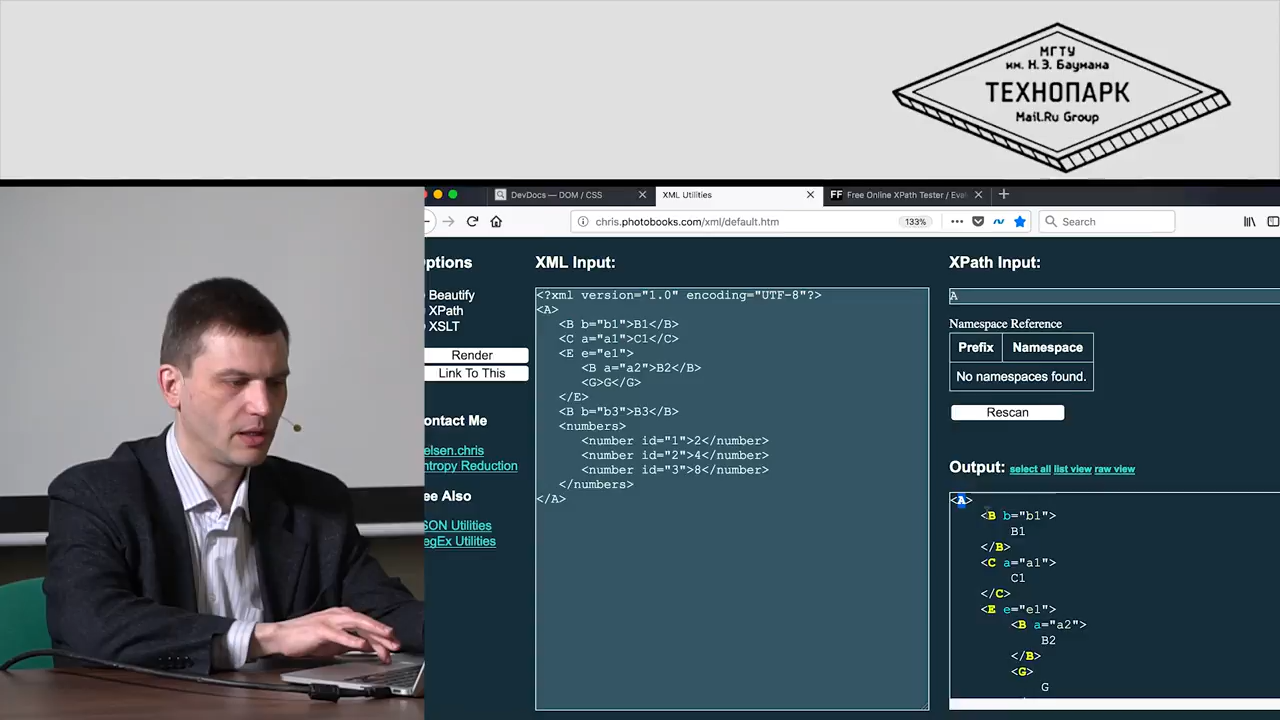 МГТУ
им. Н.Э. Баумана
ТЕХНОПАРК
Mail.Ru Group
DevDocs — DOM / CSS
XML Utilities
FF Free Online XPath Tester / Eva
chris.photobooks.com/xml/default.htm
133%
Search
ptions
Beautify
XPath
XSLT
Render
Link To This
ontact Me
elsen.chris
ntropy Reduction
ee Also
SON Utilities
egEx Utilities
XML Input:
<?xml version="1.0" encoding="UTF-8"?>
<A>
<B b="b1">B1</B>
<C a="a1">C1</C>
<E e="e1">
<B a="a2">B2</B>
<G>G</G>
</E>
<B b="b3">B3</B>
<numbers>
<number id="1">2</number>
<number id="2">4</number>
<number id="3">8</number>
</numbers>
</A>
XPath Input:
A
Namespace Reference
Prefix Namespace
No namespaces found.
Rescan
Output: select all list view raw view
<A>
<B b="b1">
B1
</B>
<C a="a1">
C1
</C>
<E e="e1">
<B a="a2">
B2
</B>
<G>
G